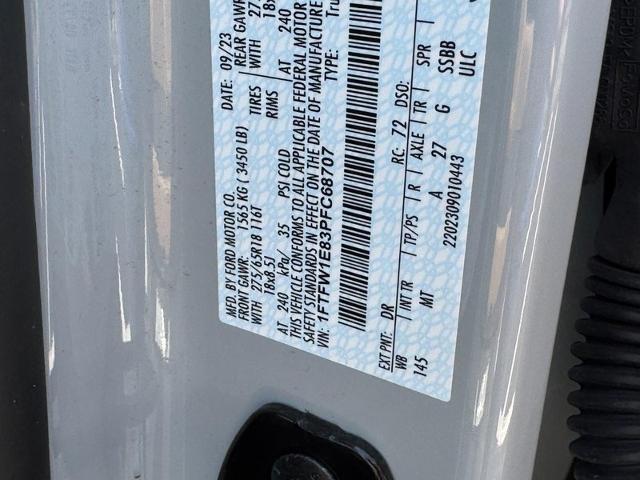 MFD. BY FORD MOTOR CO.
DATE: 09/23
FRONT GAWR: 1565 KG ( 3450 LB)
REAR GAWR
275/65R18 116T
TIRES
WITH
27
18x8.5J
RIMS
18x
AT 240 kPa/ 35 PSI COLD
AT 240
THIS VEHICLE CONFORMS TO ALL APPLICABLE FEDERAL MOTOR
SAFETY STANDARDS IN EFFECT ON THE DATE OF MANUFACTURE
VIN: 1FTFW1E83PFC68707
Tru
EXT PNT: DR RC: 72 DSO:
WB INT TR TP/PS R AXLE TR SPR
145 MT A 27 G SSBB
2202309010443 ULC